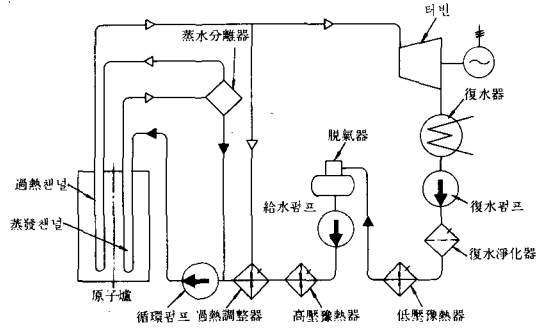 터빈
蒸水分離器
復水器
脫氣器
過熱챈널
給水펌프
復水펌프
蒸發챈널
復水淨化器
原子爐
循環펌프
過熱調整器
高壓豫熱器
低壓豫熱器